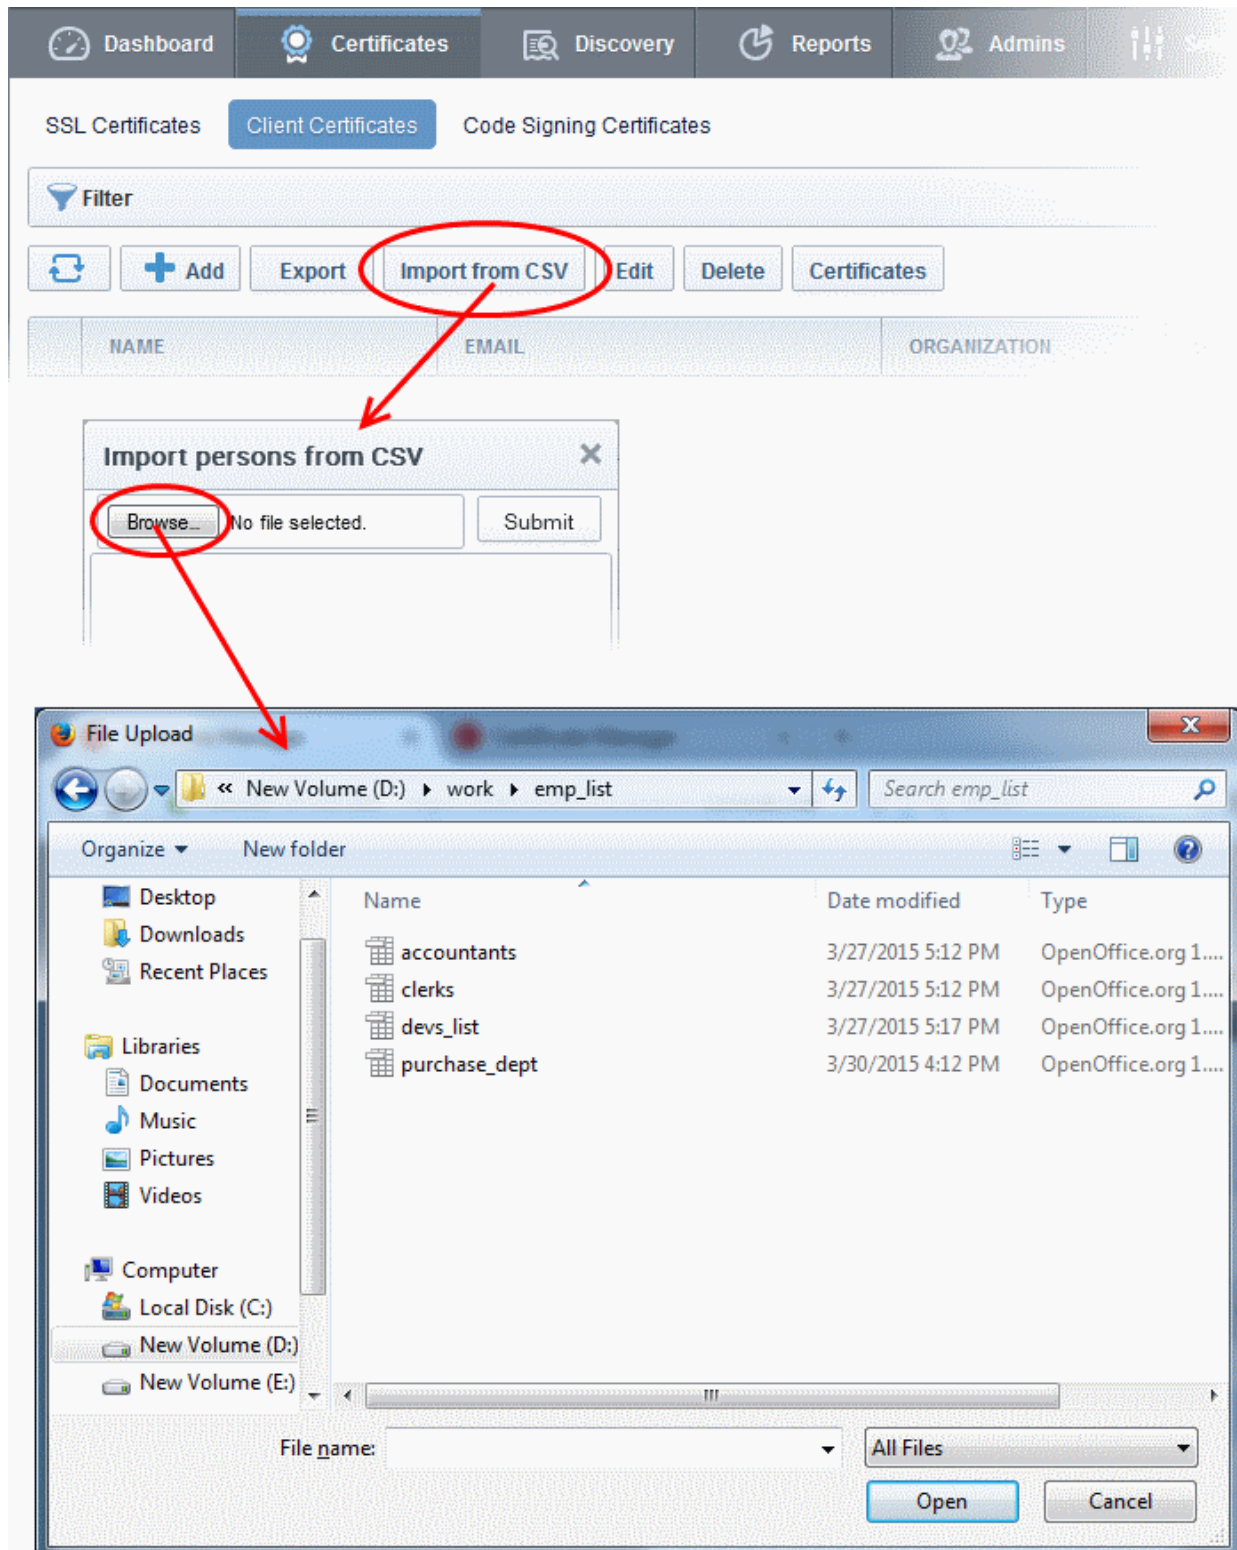 Dashboard Certificates Discovery Reports Admins
SSL Certificates Client Certificates Code Signing Certificates
Filter
Add Export Import from CSV Edit Delete Certificates
NAME EMAIL ORGANIZATION
Import persons from CSV
Browse... No file selected. Submit
File Upload
« New Volume (D:) work emp_list Search emp_list
Organize New folder
Desktop Name Date modified Type
Downloads
accountants 3/27/2015 5:12 PM OpenOffice.org 1....
Recent Places
clerks 3/27/2015 5:12 PM OpenOffice.org 1....
devs_list 3/27/2015 5:17 PM OpenOffice.org 1....
Libraries
purchase_dept 3/30/2015 4:12 PM OpenOffice.org 1....
Documents
Music
Pictures
Videos
Computer
Local Disk (C:)
New Volume (D:)
New Volume (E:)
File name: All Files
Open Cancel